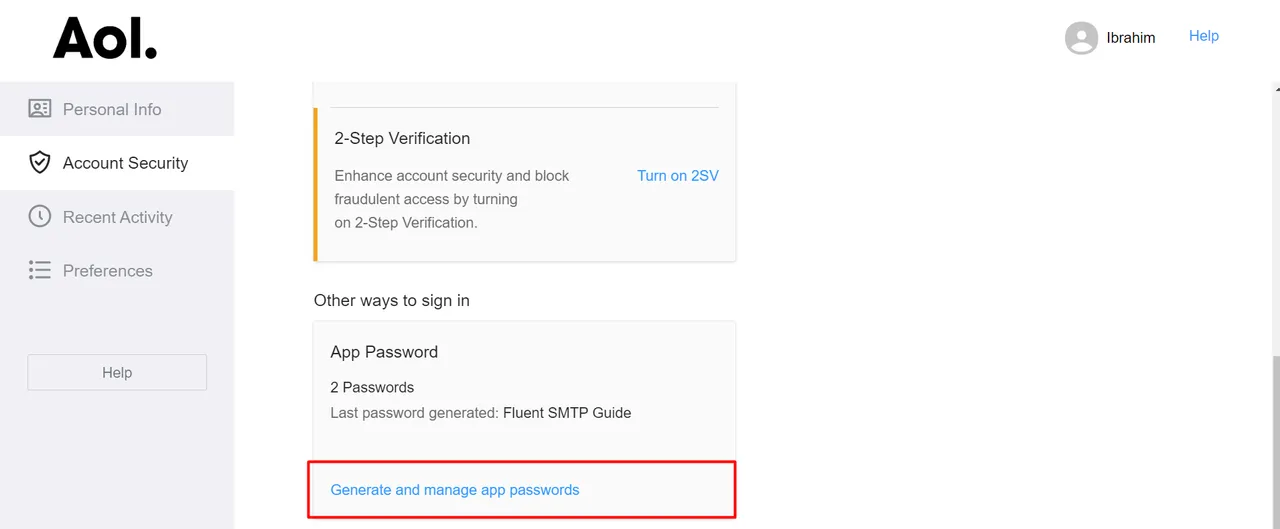 Aol.
Ibrahim
Help
Personal Info
Account Security
Recent Activity
Preferences
Help
2-Step Verification
Enhance account security and block
fraudulent access by turning
on 2-Step Verification.
Turn on 2SV
Other ways to sign in
App Password
2 Passwords
Last password generated: Fluent SMTP Guide
Generate and manage app passwords